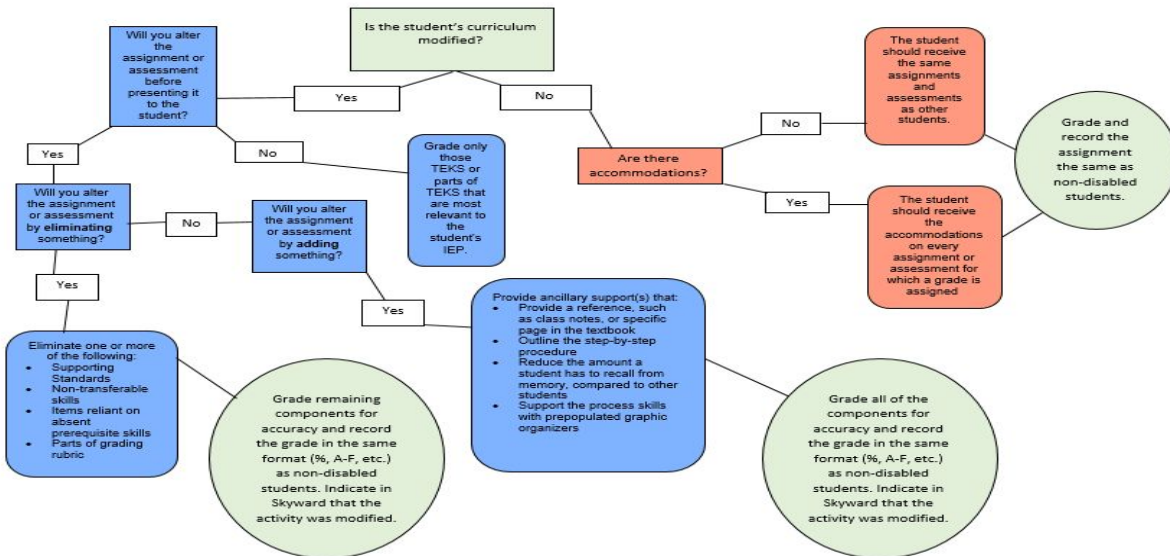 Is the student's curriculum
modified?
Will you alter
the
assignment or
assessment
before
presenting it
to the
student?
Yes
No
The student
should receive
the same
assignments
and
assessments
as other
students.
No
Are there
accommodations?
Yes
Grade and
record the
assignment
the same as
non-disabled
students.
The student
should receive
the
accommodations
on every
assignment or
assessment for
which a grade is
assigned
Yes
No
Grade only
those TEKS or
parts of
TEKS that
are most
relevant to
the student's
IEP.
Will you alter
the assignment
or assessment
by eliminating
something?
No
Will you alter
the assignment
or assessment
by adding
something?
Yes
Yes
Eliminate one or more
of the following:
• Supporting
Standards
• Non-transferable
skills
• Items reliant on
absent
prerequisite skills
• Parts of grading
rubric
Grade remaining
components for
accuracy and record
the grade in the same
format (%, A-F, etc.)
as non-disabled
students. Indicate in
Skyward that the
activity was modified.
Provide ancillary support(s) that:
• Provide a reference, such
as class notes, or specific
page in the textbook
• Outline the step-by-step
procedure
• Reduce the amount a
student has to recall from
memory, compared to other
students
• Support the process skills
with prepopulated graphic
organizers
Grade all of the
components for
accuracy and record
the grade in the same
format (%, A-F, etc.)
as non-disabled
students. Indicate in
Skyward that the
activity was modified.